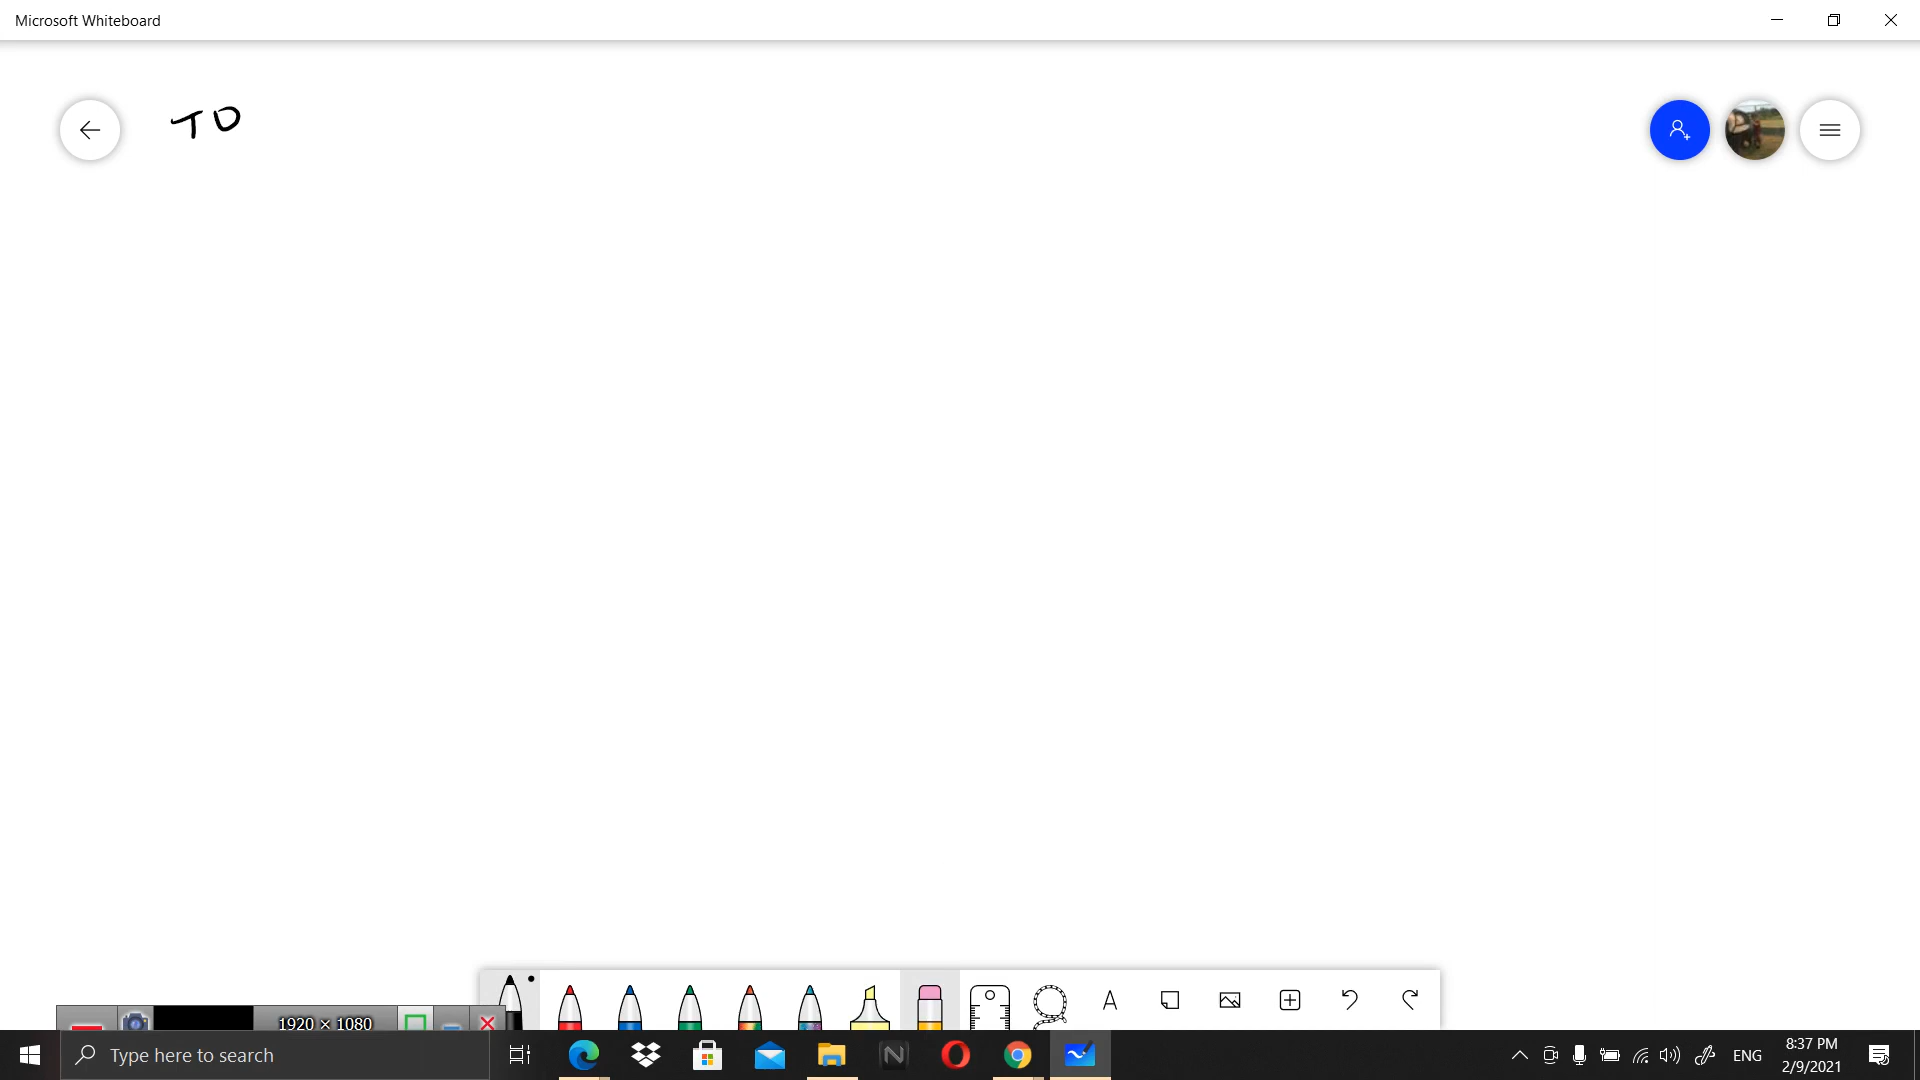 Microsoft Whiteboard
TO
A
1920 × 1080
Type here to search
N
ENG
8:37 PM
2/9/2021